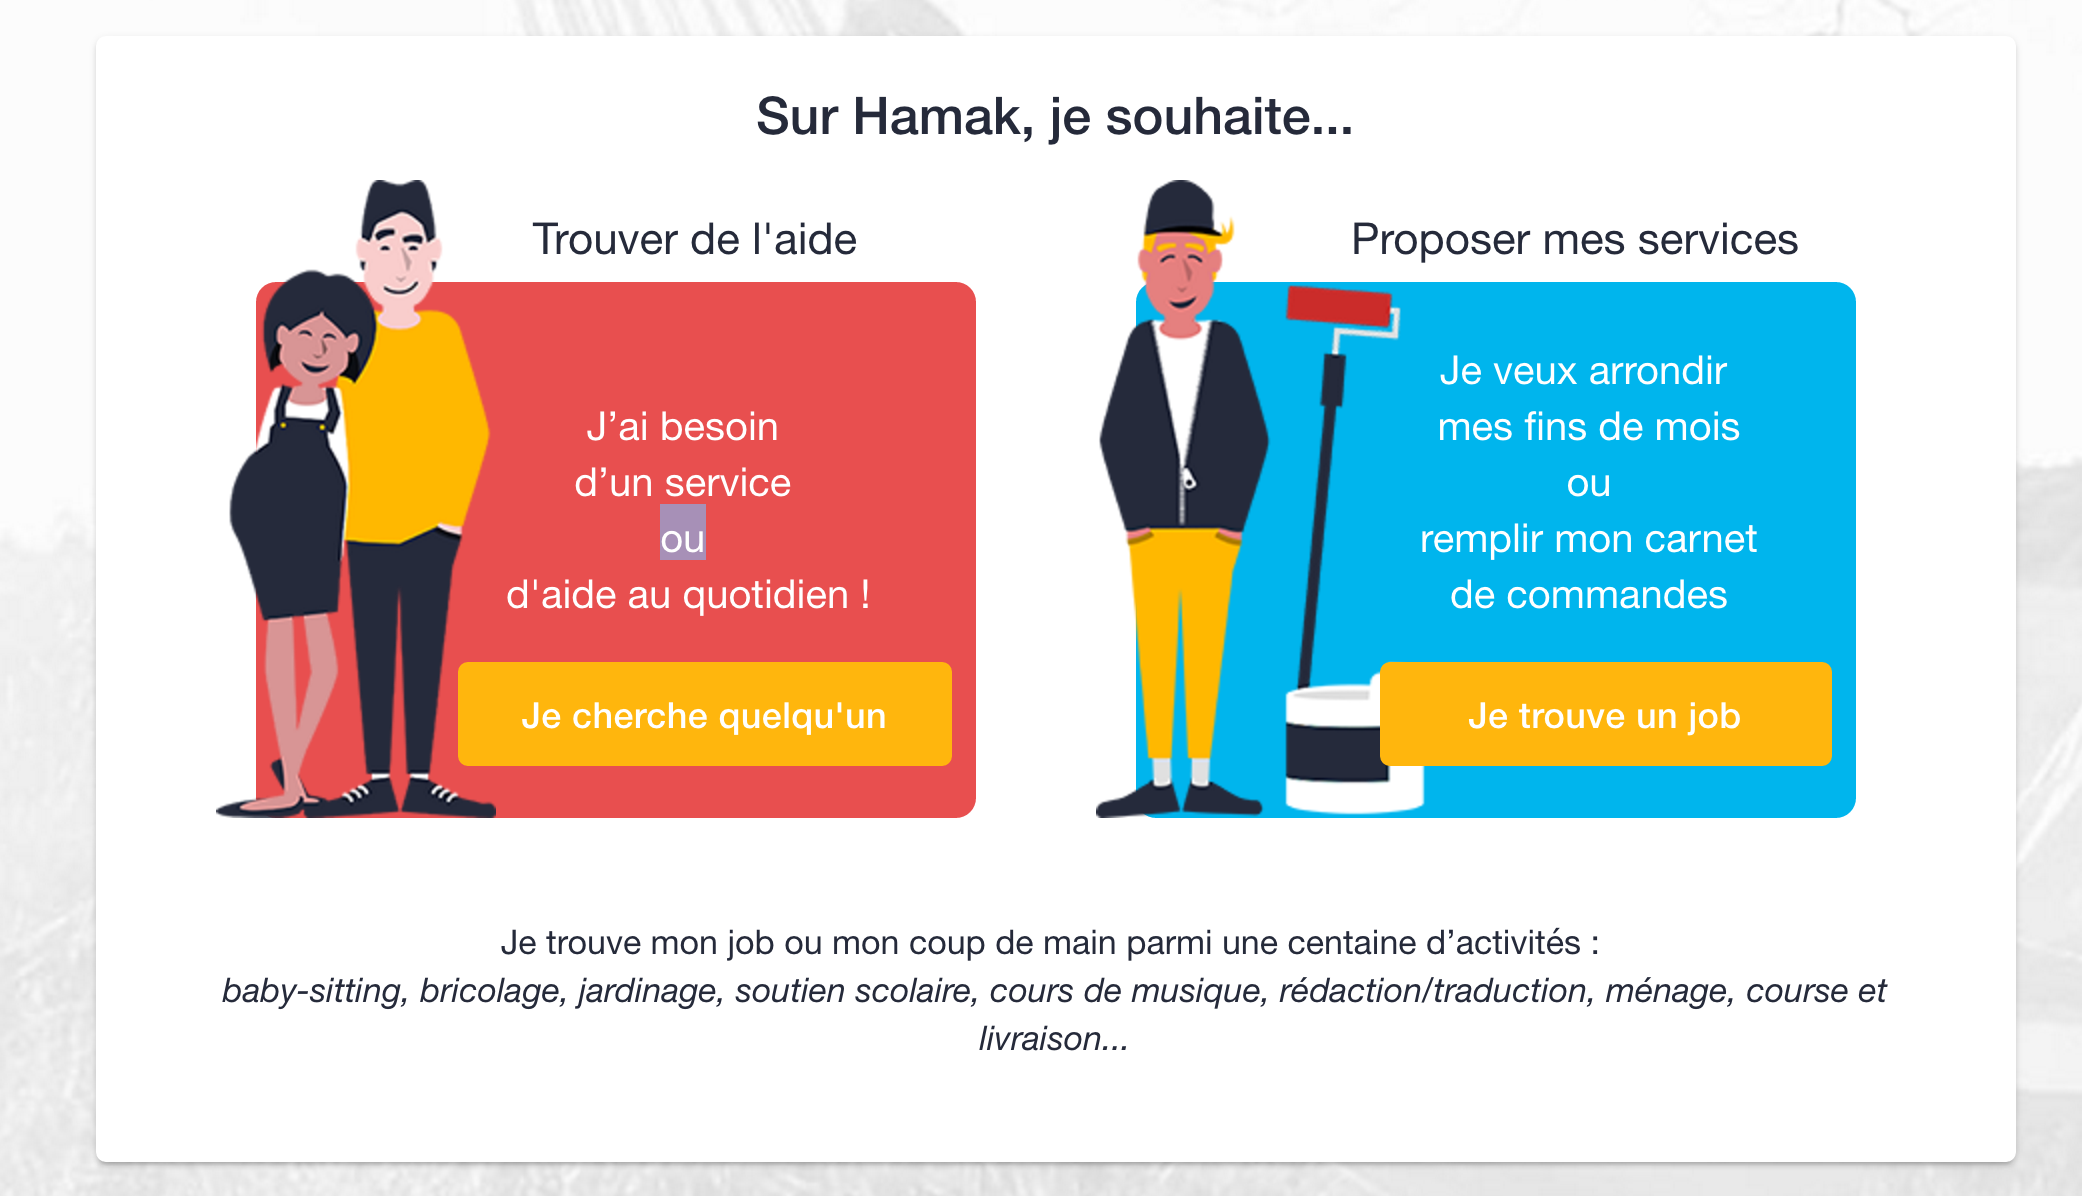 Sur Hamak, je souhaite...
Trouver de l'aide
J’ai besoin
d’un service
ou
d'aide au quotidien !
Je cherche quelqu'un
Proposer mes services
Je veux arrondir
mes fins de mois
ou
remplir mon carnet
de commandes
Je trouve un job
Je trouve mon job ou mon coup de main parmi une centaine d’activités :
baby-sitting, bricolage, jardinage, soutien scolaire, cours de musique, rédaction/traduction, ménage, course et
livraison...